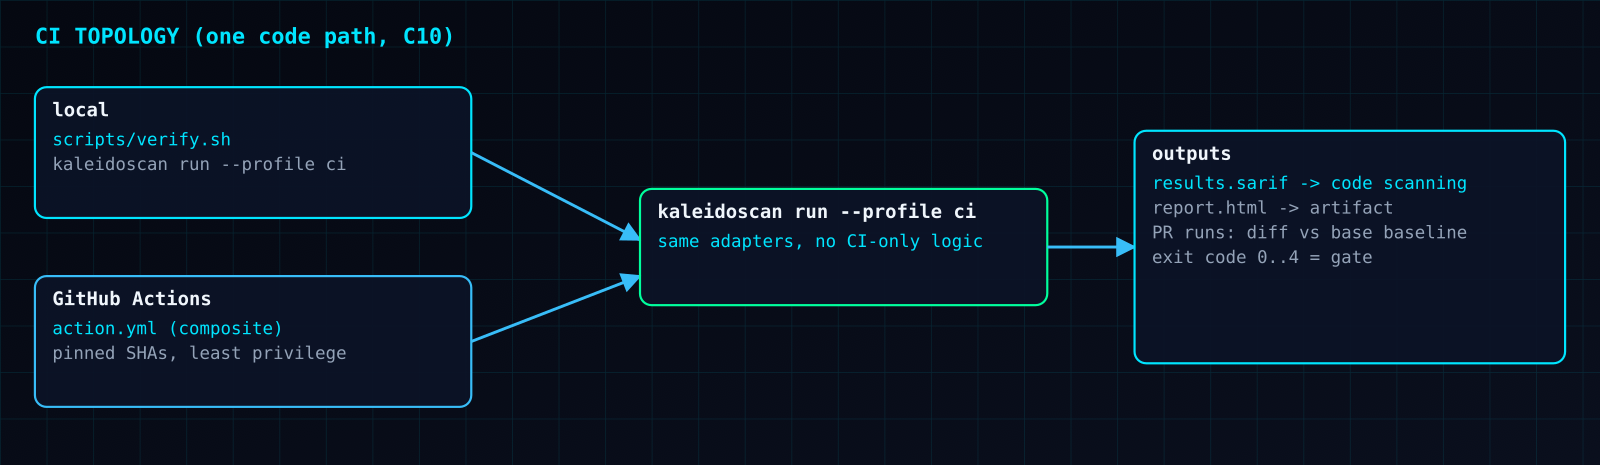 CI TOPOLOGY (one code path, C10)
local
scripts/verify.sh
kaleidoscan run --profile ci
GitHub Actions
action.yml (composite)
pinned SHAs, least privilege
kaleidoscan run --profile ci
same adapters, no CI-only logic
outputs
results.sarif -> code scanning
report.html -> artifact
PR runs: diff vs base baseline
exit code 0..4 = gate